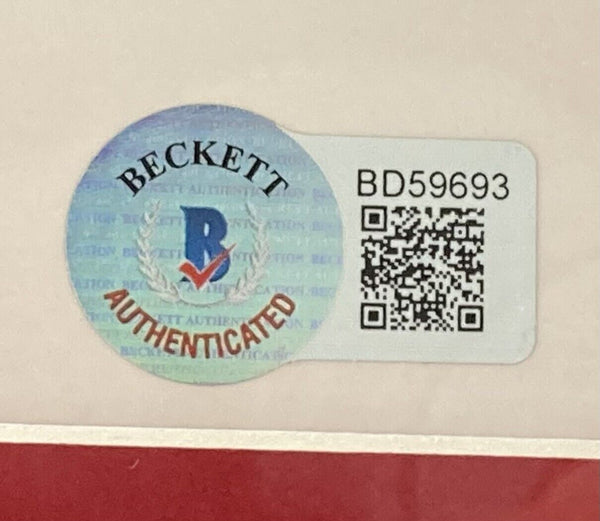 BECKETT
B
AUTHENTICATED
BD59693